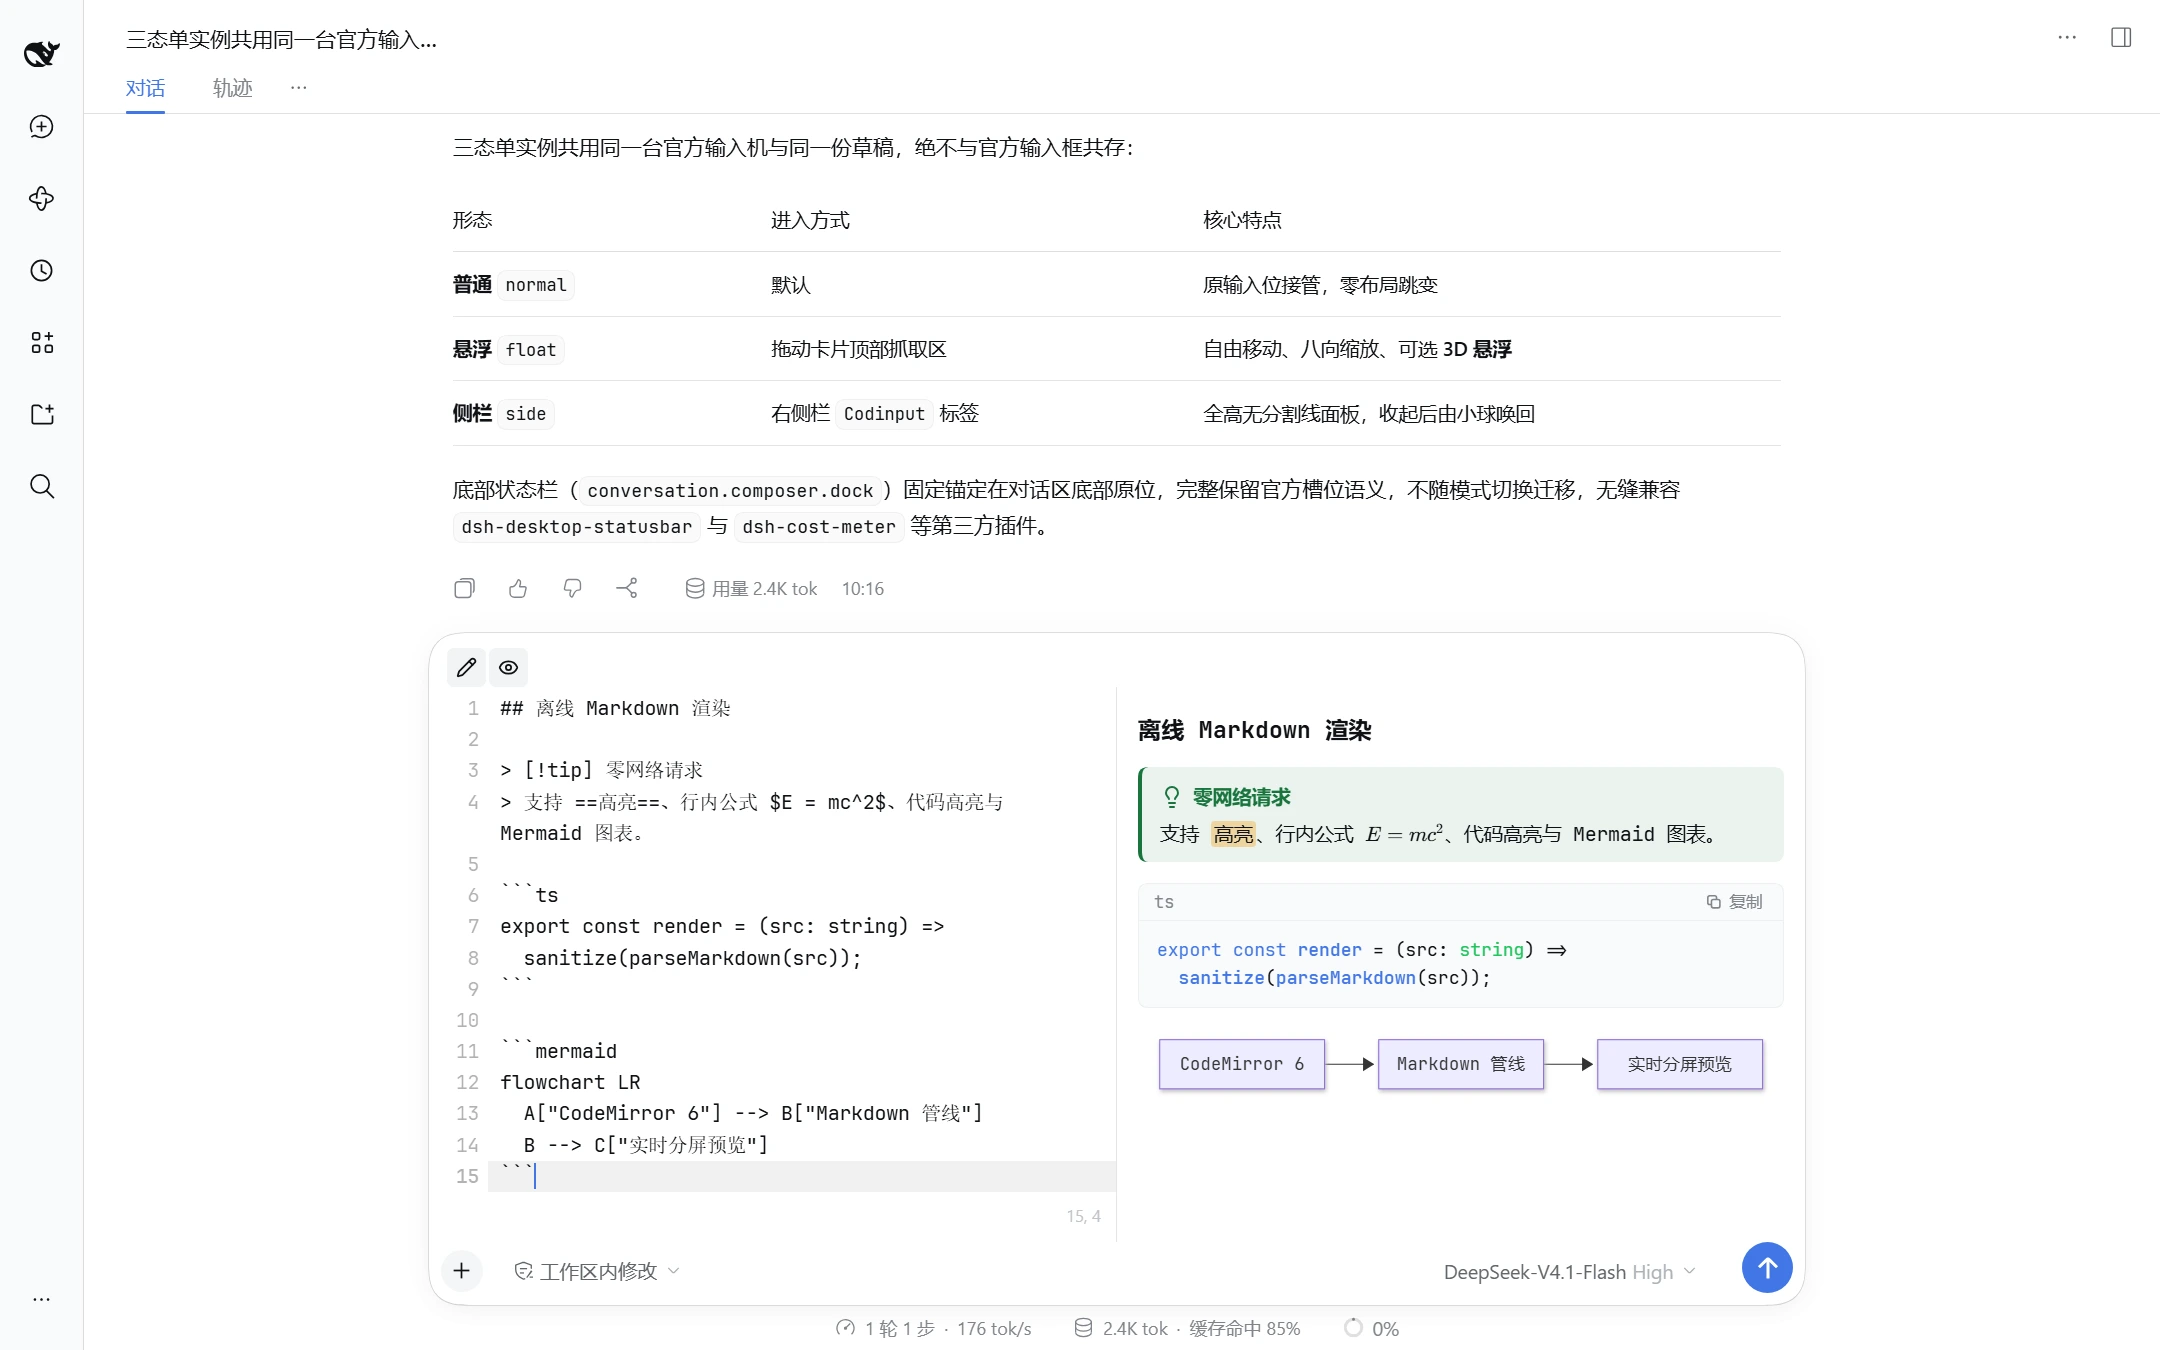 三态单实例共用同一台官方输入...
对话 轨迹 ...
三态单实例共用同一台官方输入机与同一份草稿，绝不与官方输入框共存：
形态 进入方式 核心特点
普通 normal 默认 原输入位接管，零布局跳变
悬浮 float 拖动卡片顶部抓取区 自由移动、八向缩放、可选 3D 悬浮
侧栏 side 右侧栏 Codinput 标签 全高无分割线面板，收起后由小球唤回
底部状态栏（conversation.composer.dock）固定锚定在对话区底部原位，完整保留官方槽位语义，不随模式切换迁移，无缝兼容
dsh-desktop-statusbar 与 dsh-cost-meter 等第三方插件。
用量 2.4K tok 10:16
1 ## 离线 Markdown 渲染
2
3 > [!tip] 零网络请求
4 > 支持 ==高亮==、行内公式 $E = mc^2$、代码高亮与
Mermaid 图表。
5
6 ```ts
7 export const render = (src: string) =>
8   sanitize(parseMarkdown(src));
9 ```
10
11 ```mermaid
12 flowchart LR
13   A["CodeMirror 6"] --> B["Markdown 管线"]
14   B --> C["实时分屏预览"]
15 ```
15, 4
离线 Markdown 渲染
零网络请求
支持 高亮、行内公式 E = mc²、代码高亮与 Mermaid 图表。
ts 复制
export const render = (src: string) =>
  sanitize(parseMarkdown(src));
CodeMirror 6 Markdown 管线 实时分屏预览
工作区内修改 DeepSeek-V4.1-Flash High
1 轮 1 步 · 176 tok/s 2.4K tok · 缓存命中 85% 0%